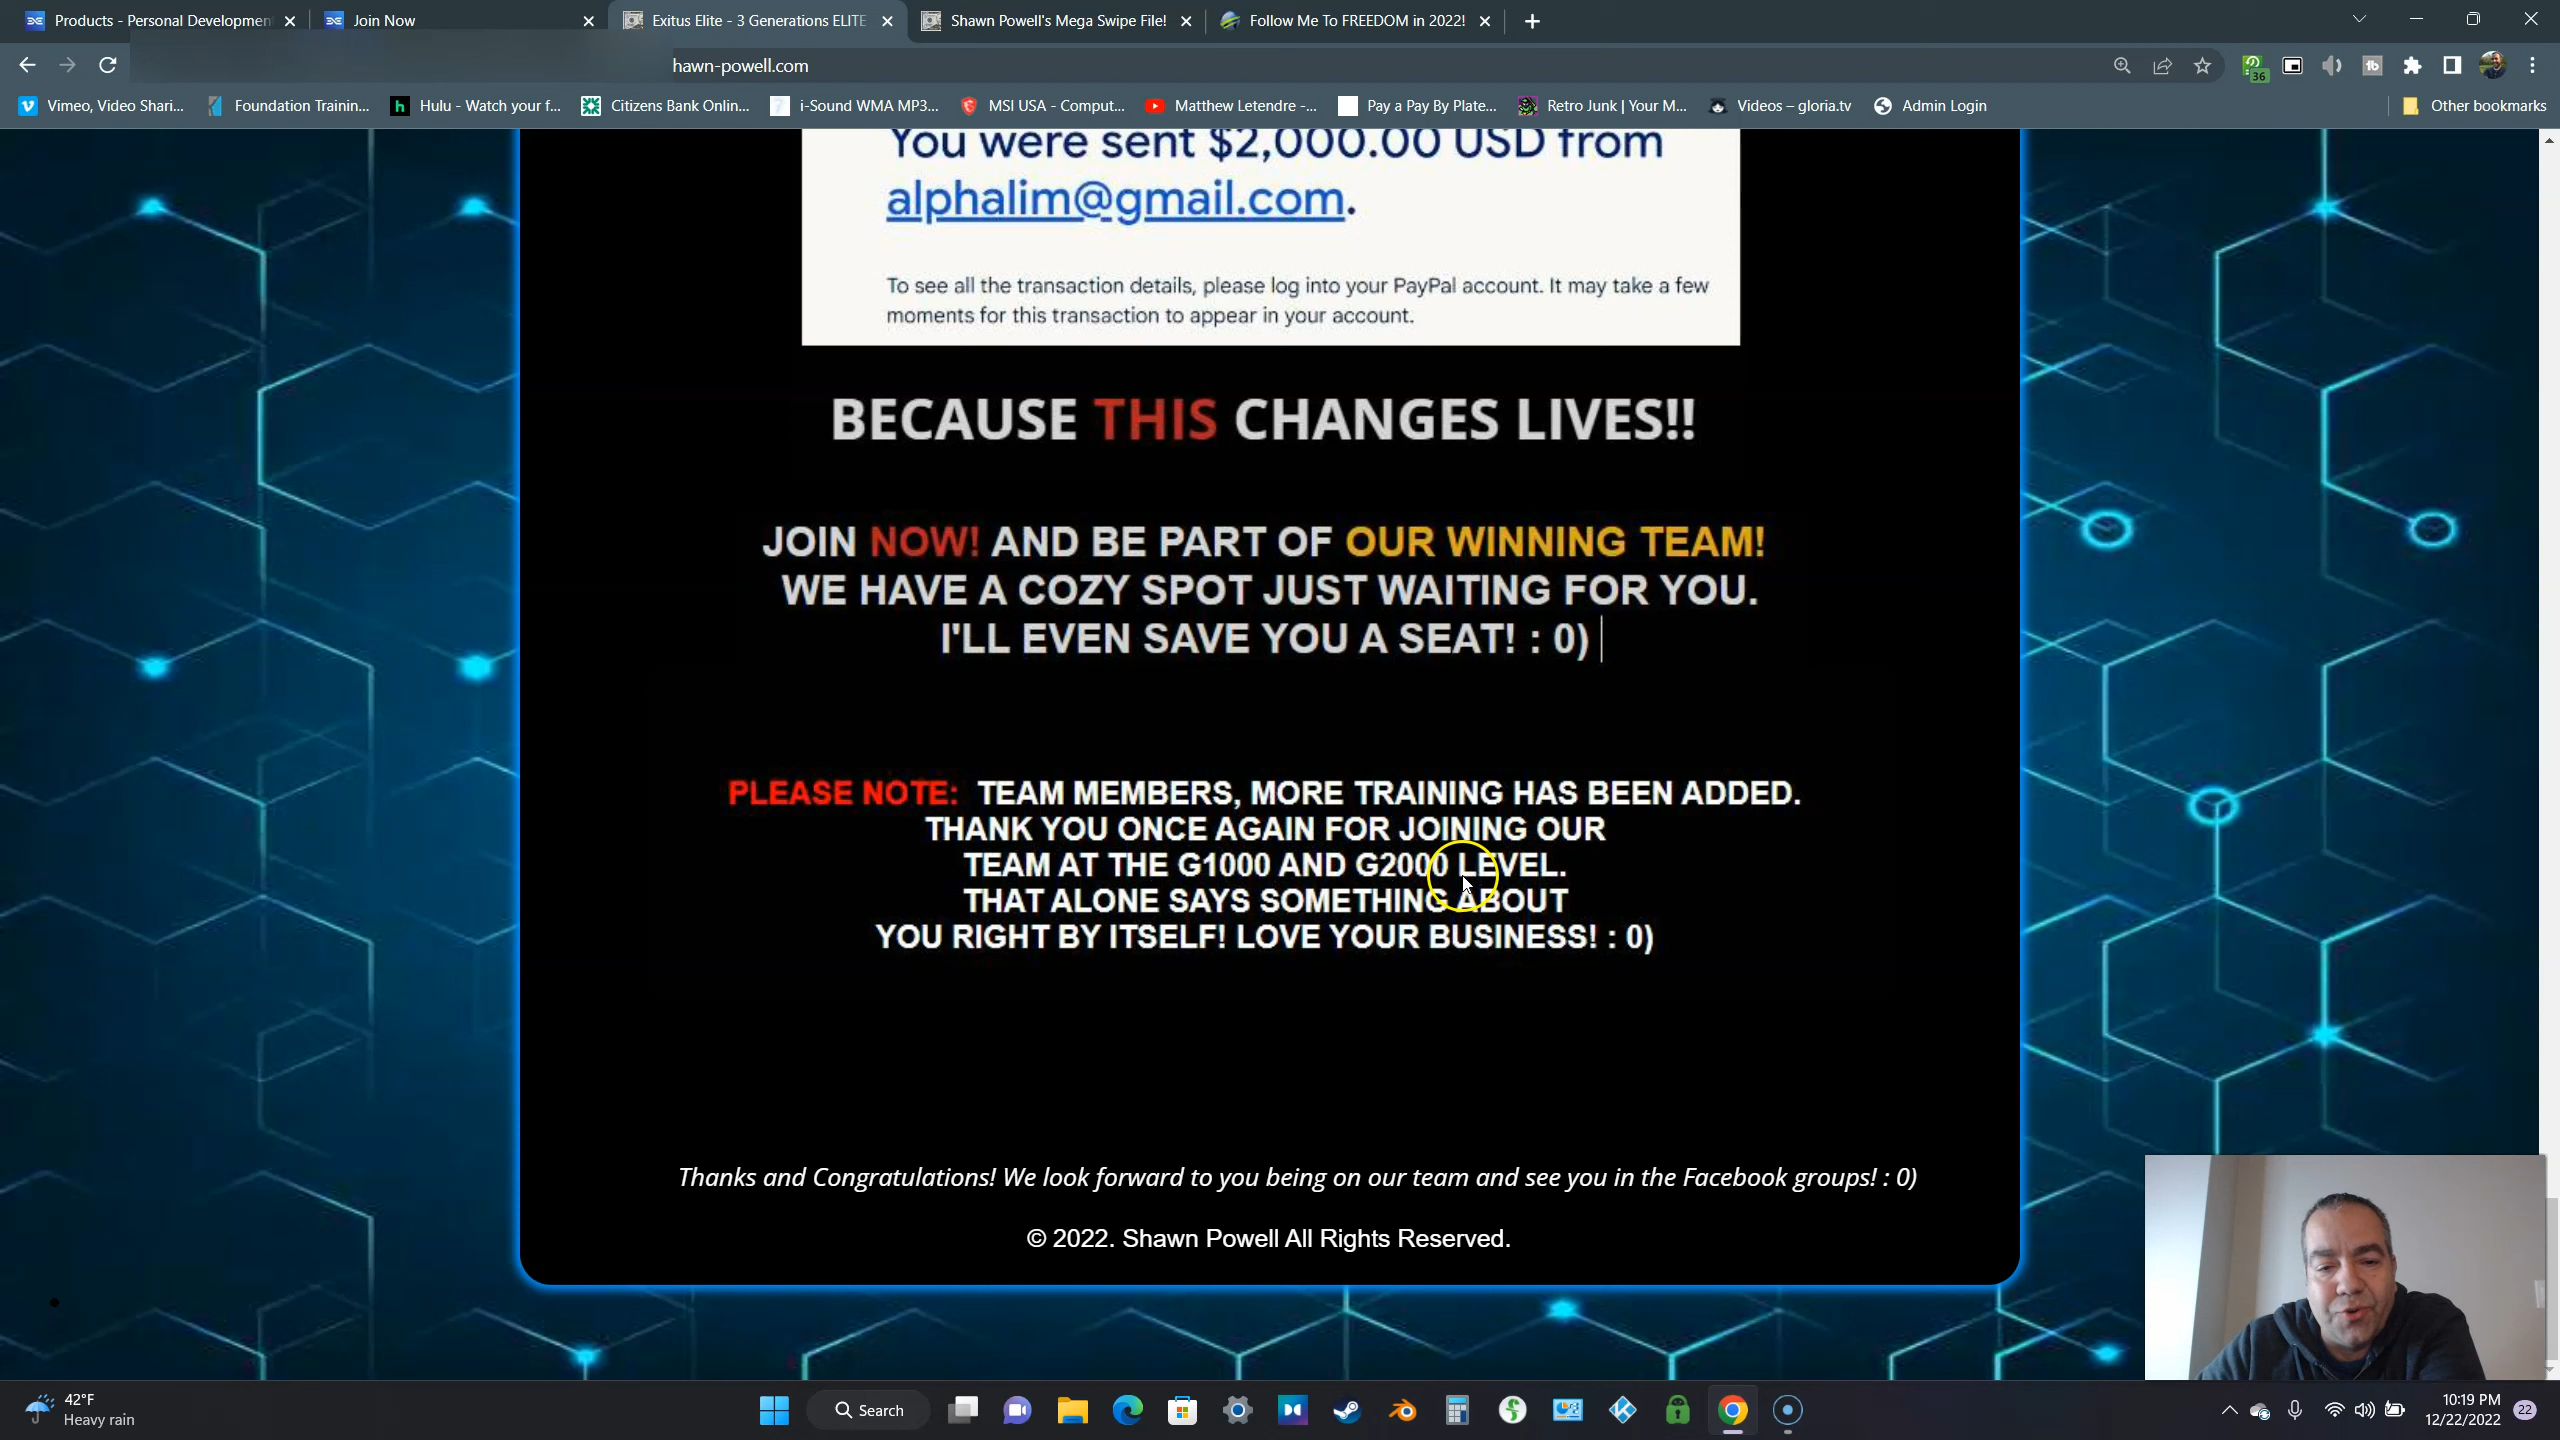 Products - Personal Developmen
Join Now
Exitus Elite - 3 Generations ELITE
Shawn Powell's Mega Swipe File!
Follow Me To FREEDOM in 2022!
hawn-powell.com
36
Vimeo, Video Shari...
Foundation Trainin...
Hulu - Watch your f...
Citizens Bank Onlin...
i-Sound WMA MP3...
MSI USA - Comput...
Matthew Letendre -...
Pay a Pay By Plate...
Retro Junk | Your M...
Videos – gloria.tv
Admin Login
Other bookmarks
You were sent $2,000.00 USD from
alphalim@gmail.com.
To see all the transaction details, please log into your PayPal account. It may take a few
moments for this transaction to appear in your account.
BECAUSE THIS CHANGES LIVES!!
JOIN NOW! AND BE PART OF OUR WINNING TEAM!
WE HAVE A COZY SPOT JUST WAITING FOR YOU.
I'LL EVEN SAVE YOU A SEAT! : 0)
PLEASE NOTE: TEAM MEMBERS, MORE TRAINING HAS BEEN ADDED.
THANK YOU ONCE AGAIN FOR JOINING OUR
TEAM AT THE G1000 AND G2000 LEVEL.
THAT ALONE SAYS SOMETHING ABOUT
YOU RIGHT BY ITSELF! LOVE YOUR BUSINESS! : 0)
Thanks and Congratulations! We look forward to you being on our team and see you in the Facebook groups! : 0)
© 2022. Shawn Powell All Rights Reserved.
42°F
Heavy rain
Search
10:19 PM
12/22/2022
22